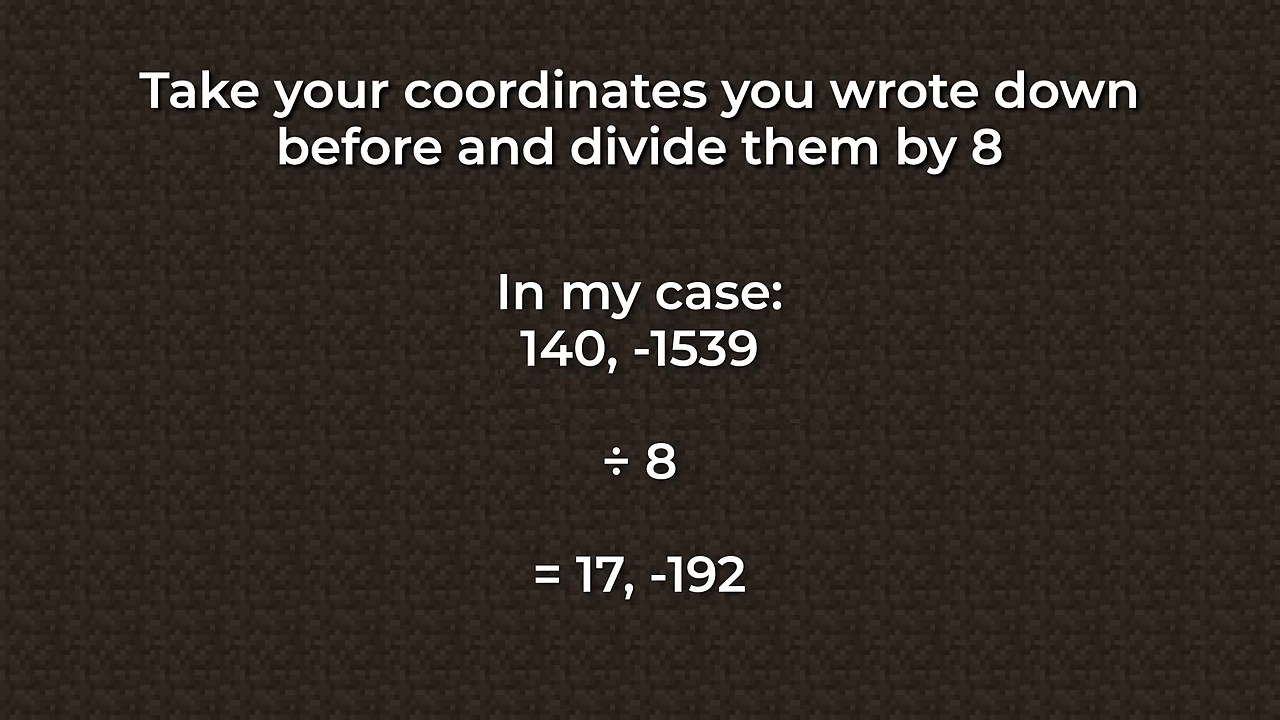 Take your coordinates you wrote down
before and divide them by 8
In my case:
140, -1539
÷ 8
= 17, -192